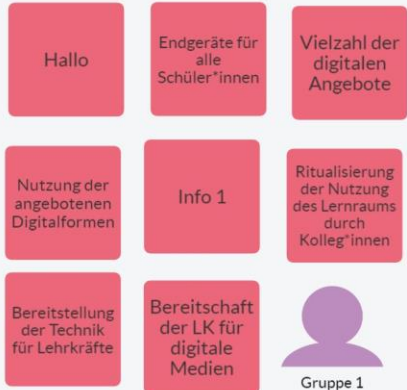 Hallo
Endgeräte für
alle
Schüler*innen
Vielzahl der
digitalen
Angebote
Nutzung der
angebotenen
Digitalformen
Info 1
Ritualisierung
der Nutzung
des Lernraums
durch
Kolleg*innen
Bereitstellung
der Technik
für Lehrkräfte
Bereitschaft
der LK für
digitale
Medien
Gruppe 1